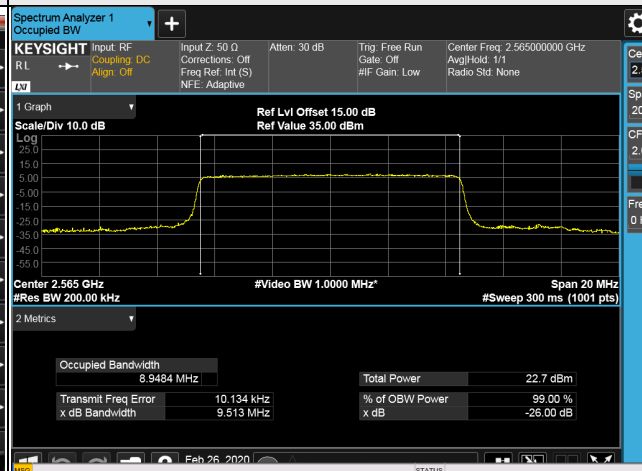 Spectrum Analyzer 1
Occupied BW
+
KEYSIGHT Input: RF Input Z: 50 Ω Atten: 30 dB Trig: Free Run Center Freq: 2.565000000 GHz
RL Coupling: DC Corrections: Off Gate: Off Avg|Hold: 1/1
Align: Off Freq Ref: Int (S) #IF Gain: Low Radio Std: None
LXI NFE: Adaptive
1 Graph
Ref Lvl Offset 15.00 dB
Scale/Div 10.0 dB Ref Value 35.00 dBm
Log
25.0
15.0
5.00
-5.00
-15.0
-25.0
-35.0
-45.0
-55.0
Center 2.565 GHz #Video BW 1.0000 MHz* Span 20 MHz
#Res BW 200.00 kHz #Sweep 300 ms (1001 pts)
2 Metrics
Occupied Bandwidth
8.9484 MHz Total Power 22.7 dBm
Transmit Freq Error 10.134 kHz % of OBW Power 99.00 %
x dB Bandwidth 9.513 MHz x dB -26.00 dB
Feb 26, 2020
MSG STATUS